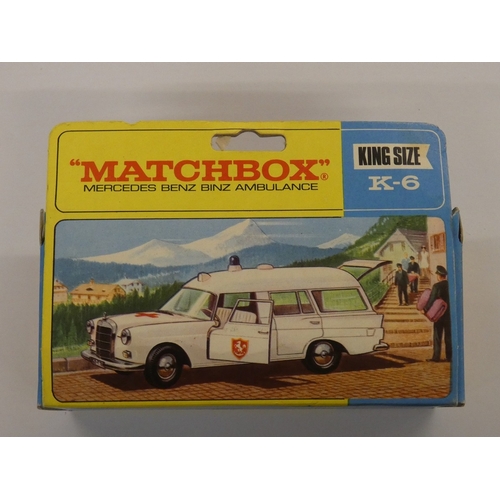 "MATCHBOX"®
MERCEDES BENZ BINZ AMBULANCE
KING SIZE
K-6